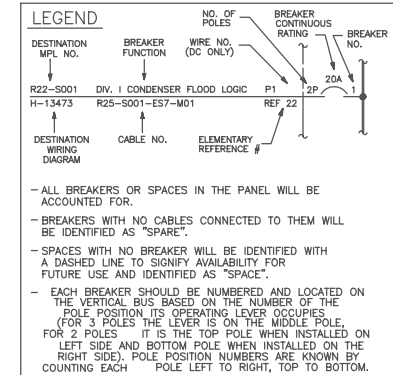 LEGEND
NO. OF POLES
BREAKER CONTINUOUS RATING
BREAKER NO.
DESTINATION MPL NO.
BREAKER FUNCTION
WIRE NO. (DC ONLY)
20A
R22-S001 DIV. I CONDENSER FLOOD LOGIC P1 2P 1
H-13473 R25-S001-ES7-M01 REF 22
DESTINATION WIRING DIAGRAM
CABLE NO.
ELEMENTARY REFERENCE #
- ALL BREAKERS OR SPACES IN THE PANEL WILL BE
ACCOUNTED FOR.
- BREAKERS WITH NO CABLES CONNECTED TO THEM WILL
BE IDENTIFIED AS "SPARE".
- SPACES WITH NO BREAKER WILL BE IDENTIFIED WITH
A DASHED LINE TO SIGNIFY AVAILABILITY FOR
FUTURE USE AND IDENTIFIED AS "SPACE".
- EACH BREAKER SHOULD BE NUMBERED AND LOCATED ON
THE VERTICAL BUS BASED ON THE NUMBER OF THE
POLE POSITION ITS OPERATING LEVER OCCUPIES
(FOR 3 POLES THE LEVER IS ON THE MIDDLE POLE,
FOR 2 POLES IT IS THE TOP POLE WHEN INSTALLED ON
LEFT SIDE AND BOTTOM POLE WHEN INSTALLED ON THE
RIGHT SIDE). POLE POSITION NUMBERS ARE KNOWN BY
COUNTING EACH POLE LEFT TO RIGHT, TOP TO BOTTOM.